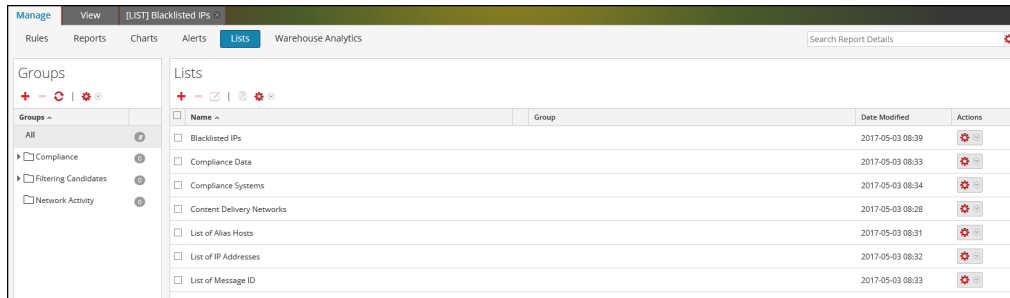 Manage View [LIST] Blacklisted IPs
Rules Reports Charts Alerts Lists Warehouse Analytics Search Report Details
Groups
Groups
All
Compliance 0
Filtering Candidates 0
Network Activity 0
Lists
Name Group Date Modified Actions
Blacklisted IPs 2017-05-03 08:39
Compliance Data 2017-05-03 08:33
Compliance Systems 2017-05-03 08:34
Content Delivery Networks 2017-05-03 08:28
List of Alias Hosts 2017-05-03 08:31
List of IP Addresses 2017-05-03 08:32
List of Message ID 2017-05-03 08:33